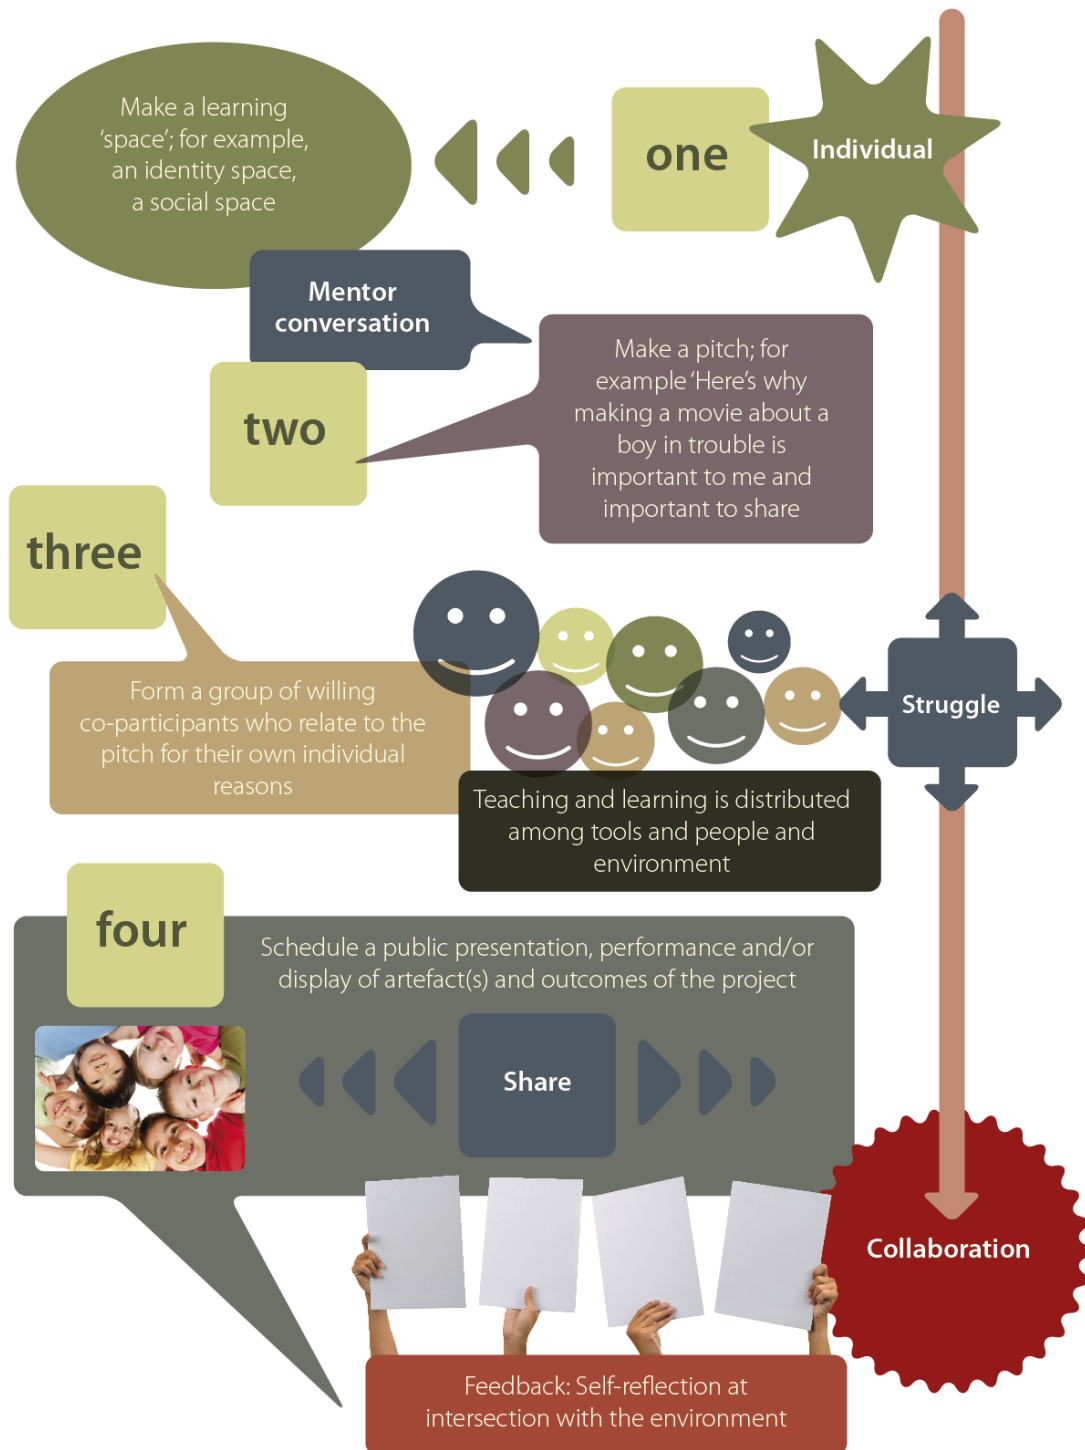 Make a learning
‘space’; for example,
an identity space,
a social space
one
Individual
Mentor
conversation
two
Make a pitch; for
example ‘Here’s why
making a movie about a
boy in trouble is
important to me and
important to share
three
Form a group of willing
co-participants who relate to the
pitch for their own individual
reasons
Struggle
Teaching and learning is distributed
among tools and people and
environment
four
Schedule a public presentation, performance and/or
display of artefact(s) and outcomes of the project
Share
Collaboration
Feedback: Self-reflection at
intersection with the environment